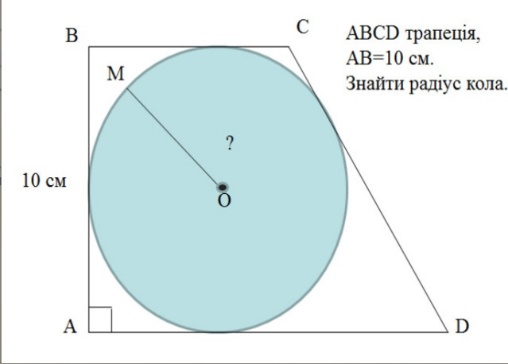 B
C
ABCD трапеція,
AB=10 см.
Знайти радіус кола.
M
?
10 см
O
A
D